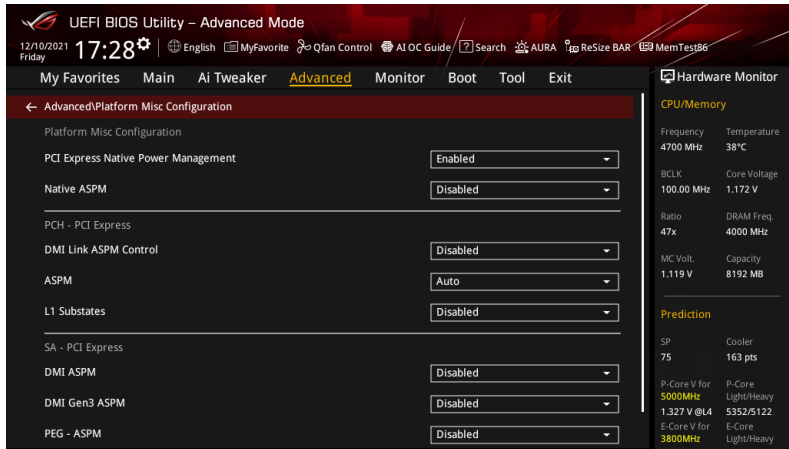 UEFI BIOS Utility – Advanced Mode
12/10/2021 Friday 17:28 English MyFavorite Qfan Control AI OC Guide Search AURA ReSize BAR MemTest86
My Favorites Main Ai Tweaker Advanced Monitor Boot Tool Exit
Hardware Monitor
← Advanced\Platform Misc Configuration
Platform Misc Configuration
PCI Express Native Power Management Enabled
Native ASPM Disabled
PCH - PCI Express
DMI Link ASPM Control Disabled
ASPM Auto
L1 Substates Disabled
SA - PCI Express
DMI ASPM Disabled
DMI Gen3 ASPM Disabled
PEG - ASPM Disabled
CPU/Memory
Frequency Temperature
4700 MHz 38°C
BCLK Core Voltage
100.00 MHz 1.172 V
Ratio DRAM Freq.
47x 4000 MHz
MC Volt. Capacity
1.119 V 8192 MB
Prediction
SP Cooler
75 163 pts
P-Core V for P-Core
5000MHz Light/Heavy
1.327 V @L4 5352/5122
E-Core V for E-Core
3800MHz Light/Heavy